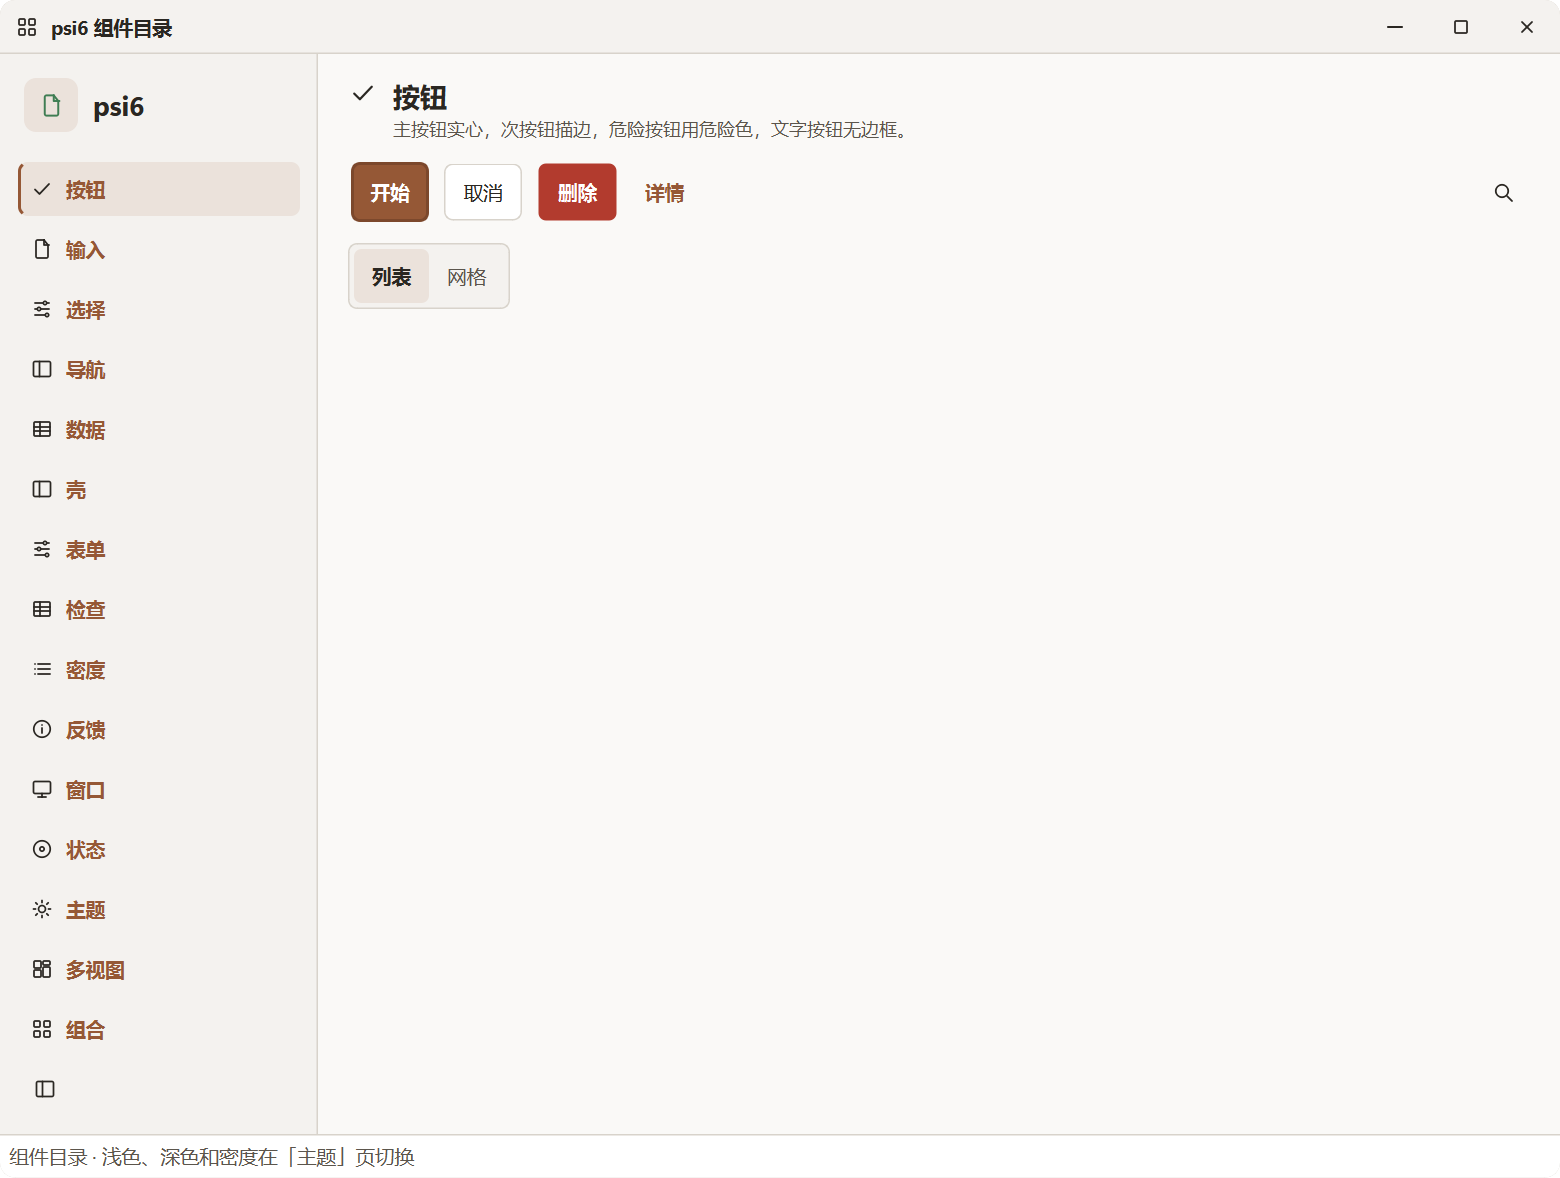 psi6 组件目录
psi6
按钮
输入
选择
导航
数据
壳
表单
检查
密度
反馈
窗口
状态
主题
多视图
组合
按钮
主按钮实心，次按钮描边，危险按钮用危险色，文字按钮无边框。
开始 取消 删除 详情
列表 网格
组件目录 · 浅色、深色和密度在「主题」页切换